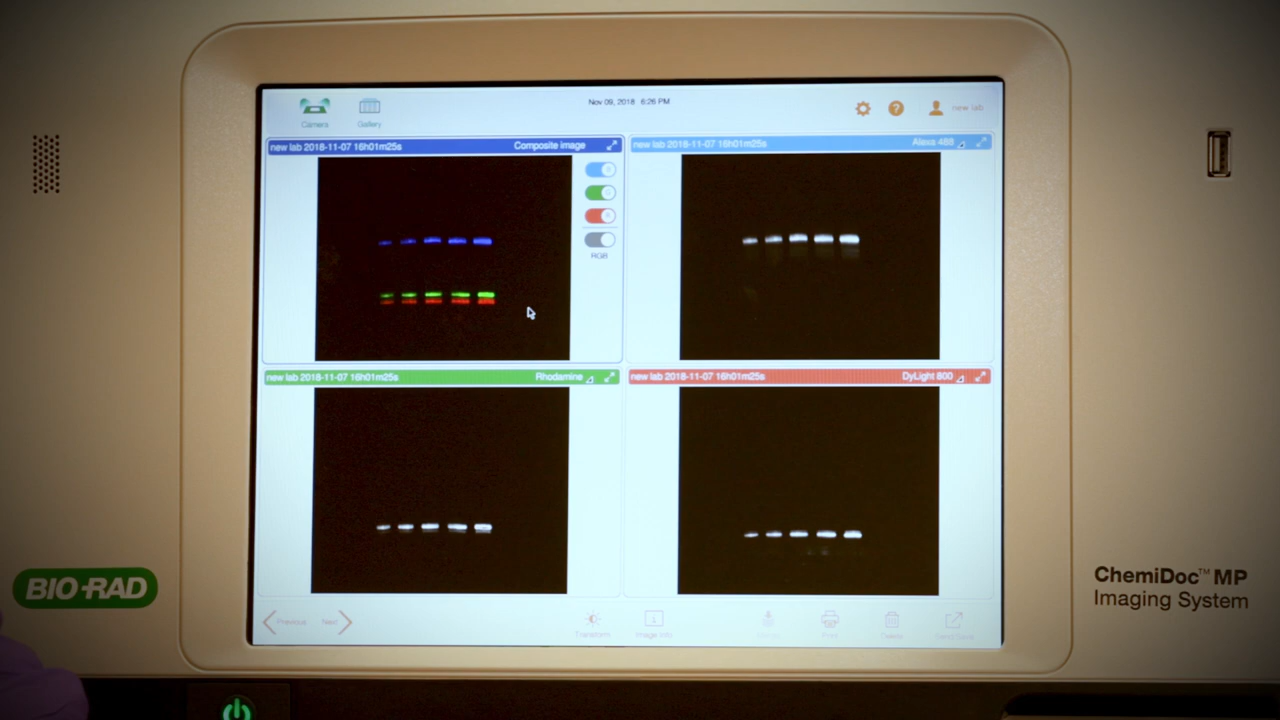 Nov 09, 2018 6:26 PM
Camera
Gallery
new lab
new lab 2018-11-07 16h01m25s Composite image
new lab 2018-11-07 16h01m25s Alexa 488
RGB
new lab 2018-11-07 16h01m25s Rhodamine
new lab 2018-11-07 16h01m25s DyLight 800
BIO-RAD
ChemiDoc™ MP
Imaging System
Previous
Next
Transform
Image Info
Print
Delete